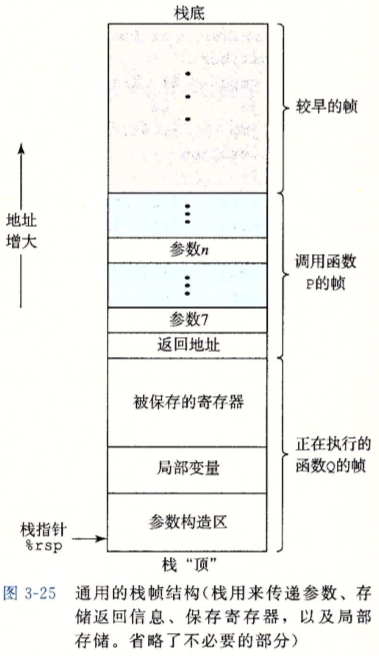 栈底
较早的帧
地址
增大
参数n
调用函数
P的帧
参数7
返回地址
被保存的寄存器
正在执行的
函数Q的帧
局部变量
参数构造区
栈指针
%rsp
栈“顶”
图 3-25 通用的栈帧结构(栈用来传递参数、存
储返回信息、保存寄存器，以及局部
存储。省略了不必要的部分)